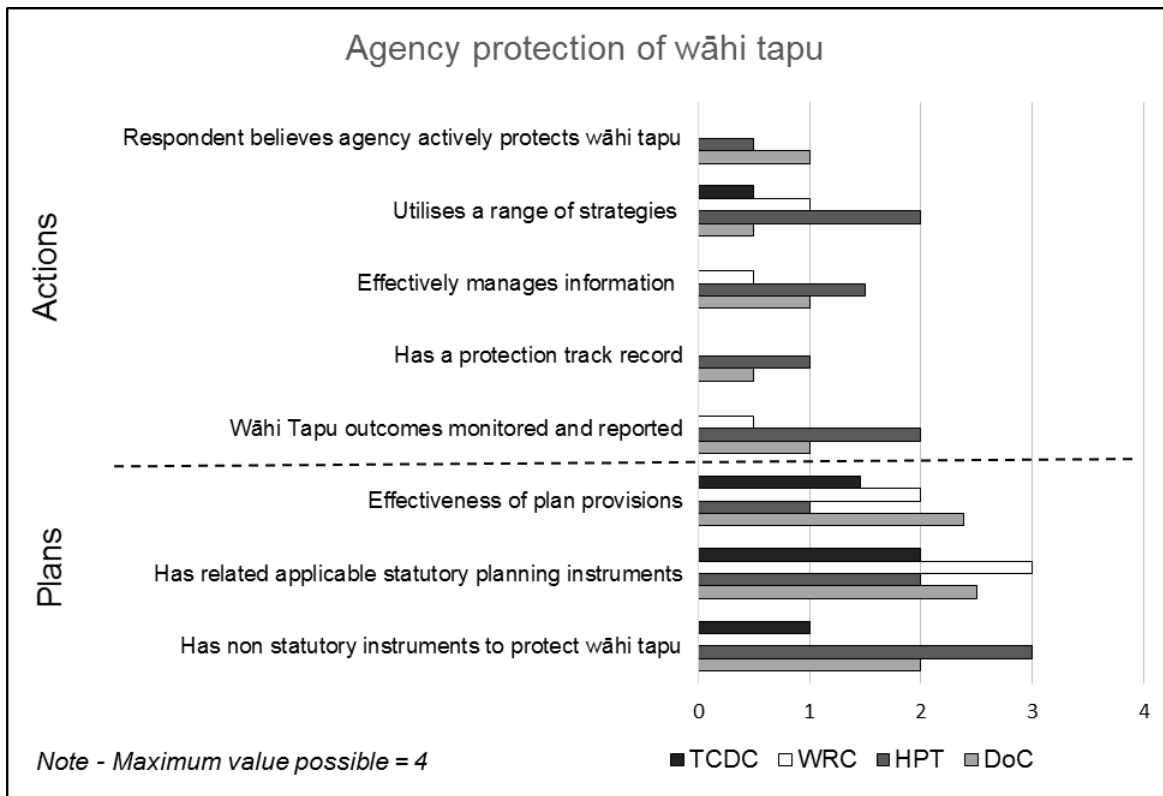 Agency protection of wāhi tapu
Actions
Respondent believes agency actively protects wāhi tapu
Utilises a range of strategies
Effectively manages information
Has a protection track record
Wāhi Tapu outcomes monitored and reported
Plans
Effectiveness of plan provisions
Has related applicable statutory planning instruments
Has non statutory instruments to protect wāhi tapu
0 1 2 3 4
Note - Maximum value possible = 4
TCDC WRC HPT DoC